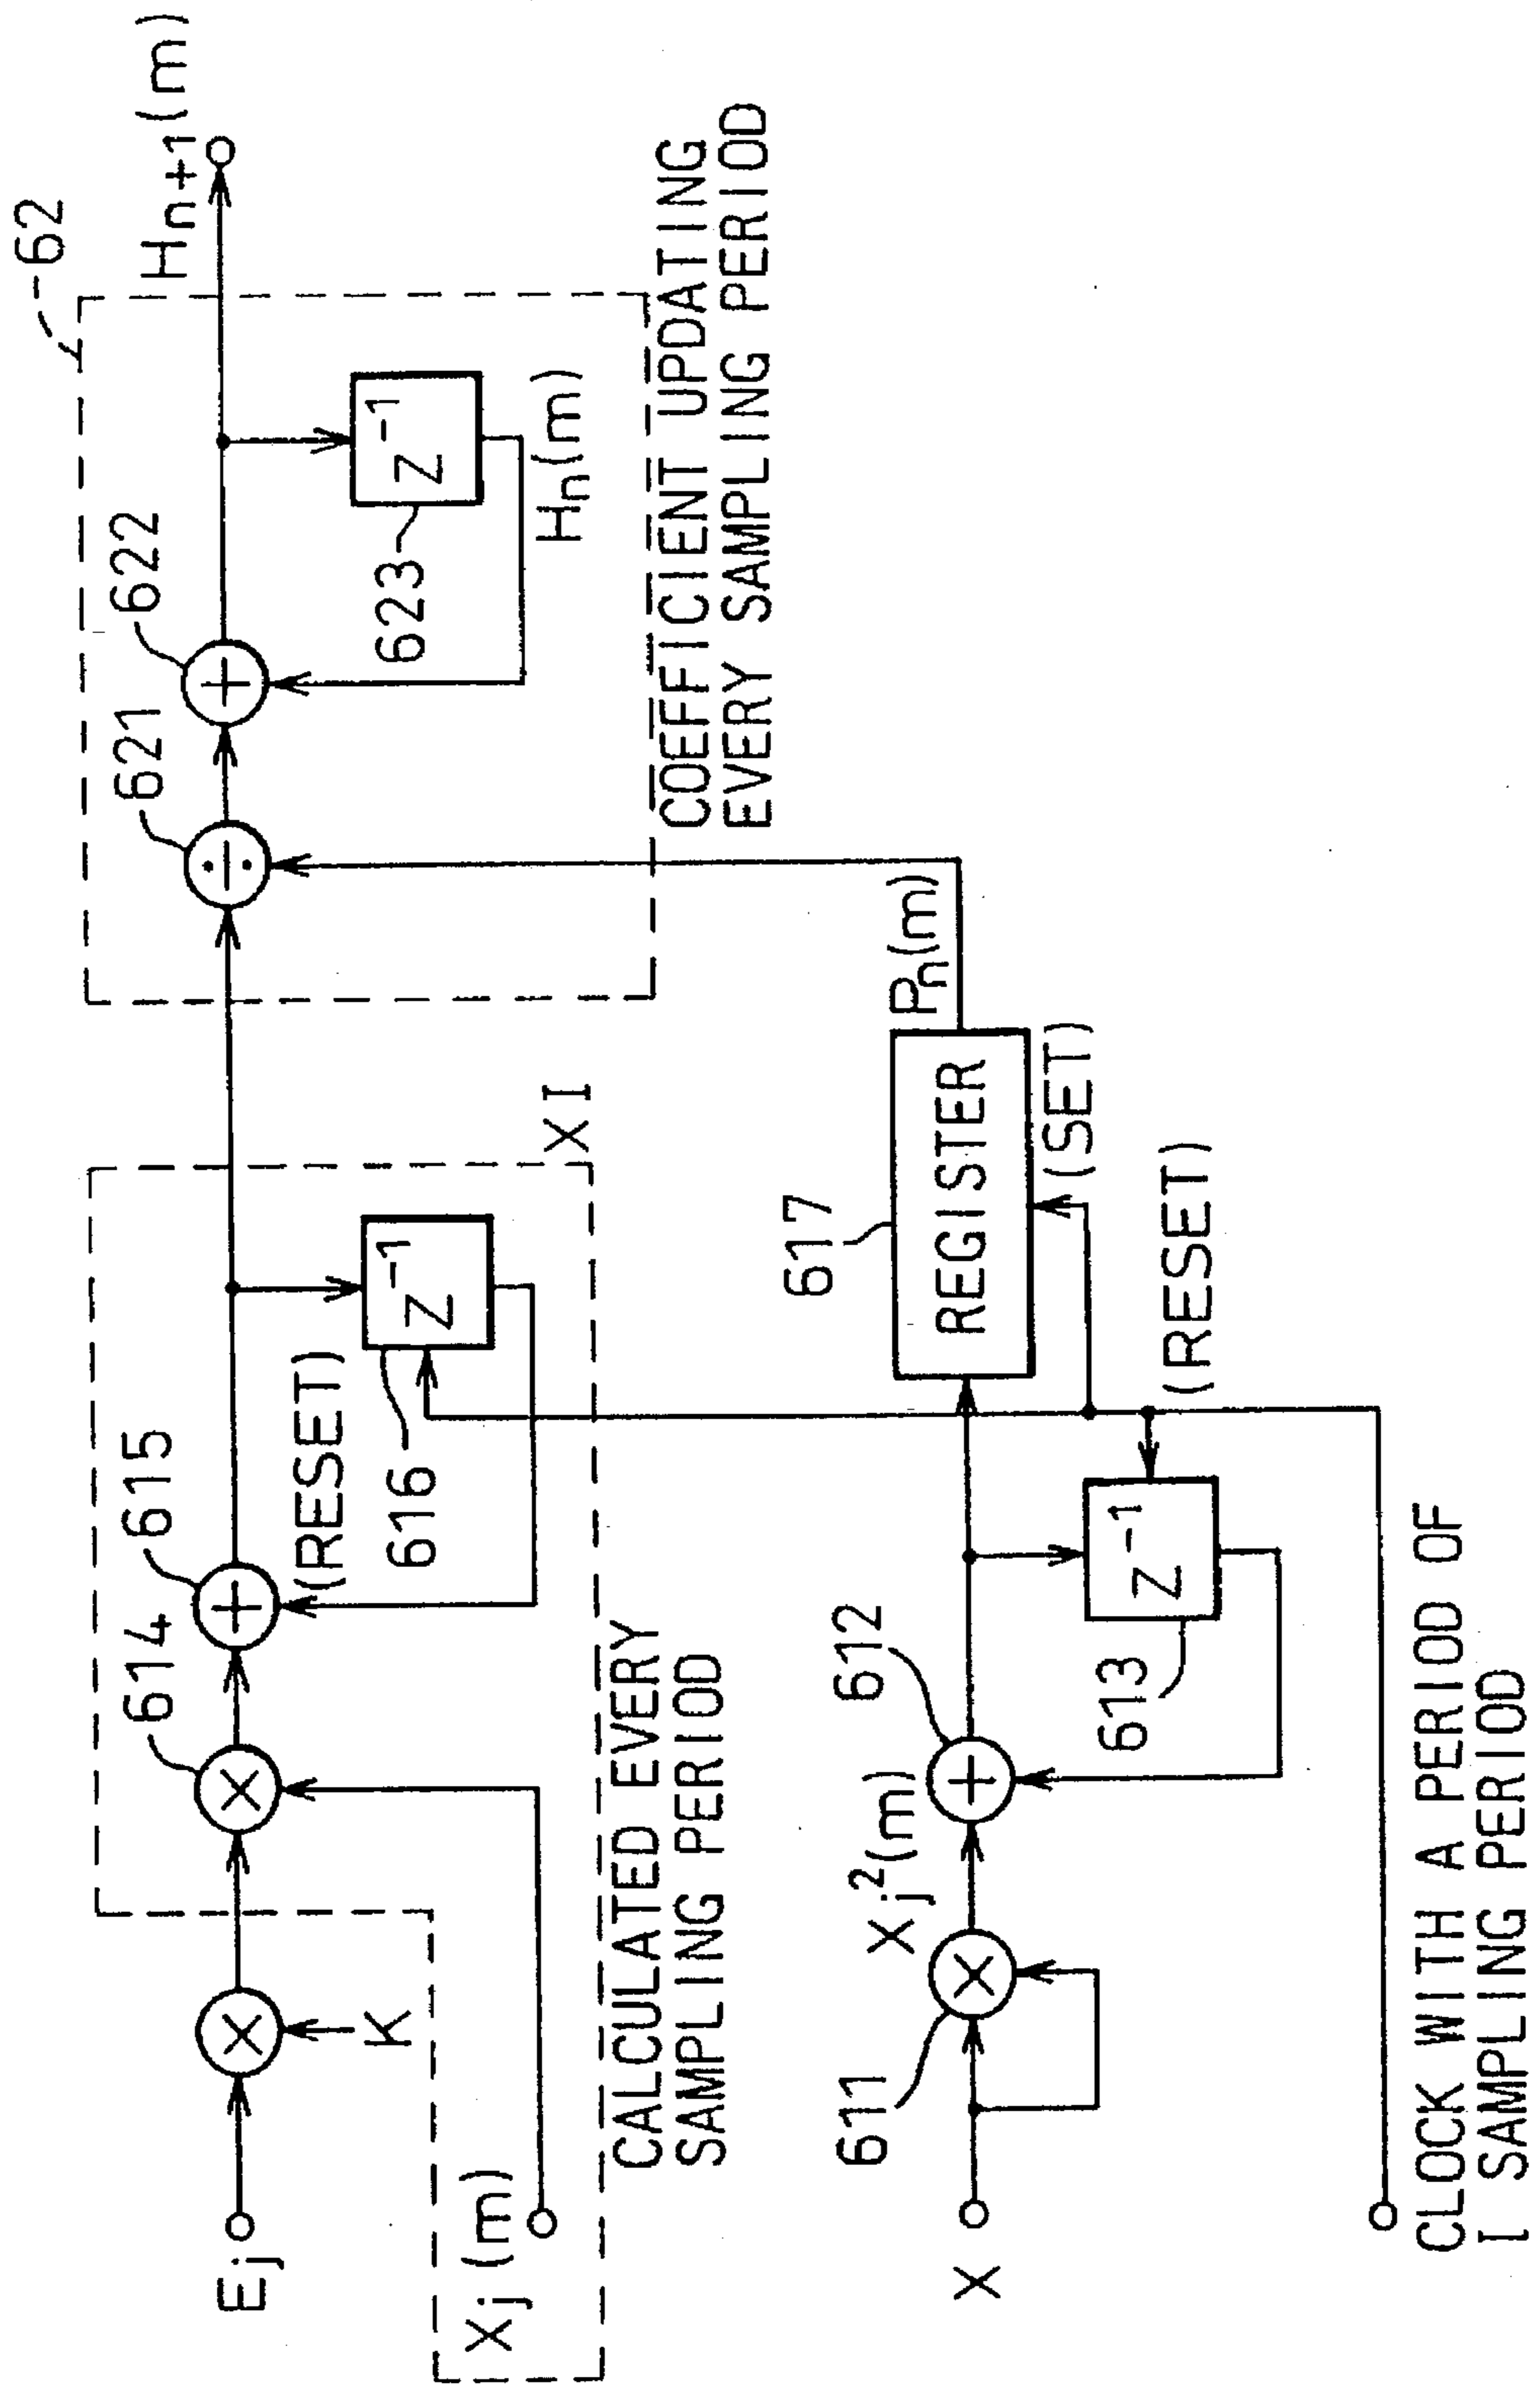 62
Hn+1(m)
621
622
623
Z⁻¹
Hn(m)
COEFFICIENT UPDATING
EVERY SAMPLING PERIOD
Ej
K
614
615
(RESET)
616
Z⁻¹
XI
Xj(m)
CALCULATED EVERY
SAMPLING PERIOD
X
611
Xj²(m)
612
613
Z⁻¹
617
REGISTER
Pn(m)
(SET)
(RESET)
CLOCK WITH A PERIOD OF
I SAMPLING PERIOD